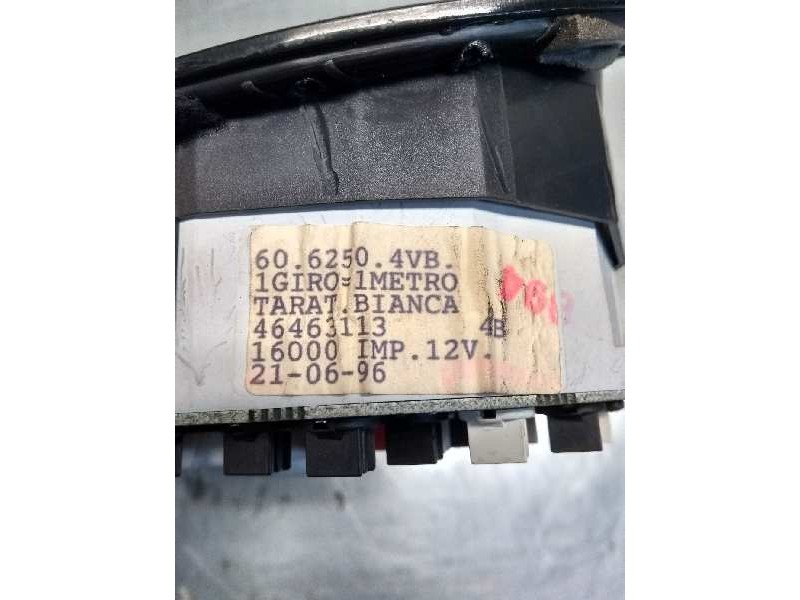 60.6250.4VB.
1GIRO=1METRO
TARAT.BIANCA
46463113 4B
16000 IMP.12V.
21-06-96